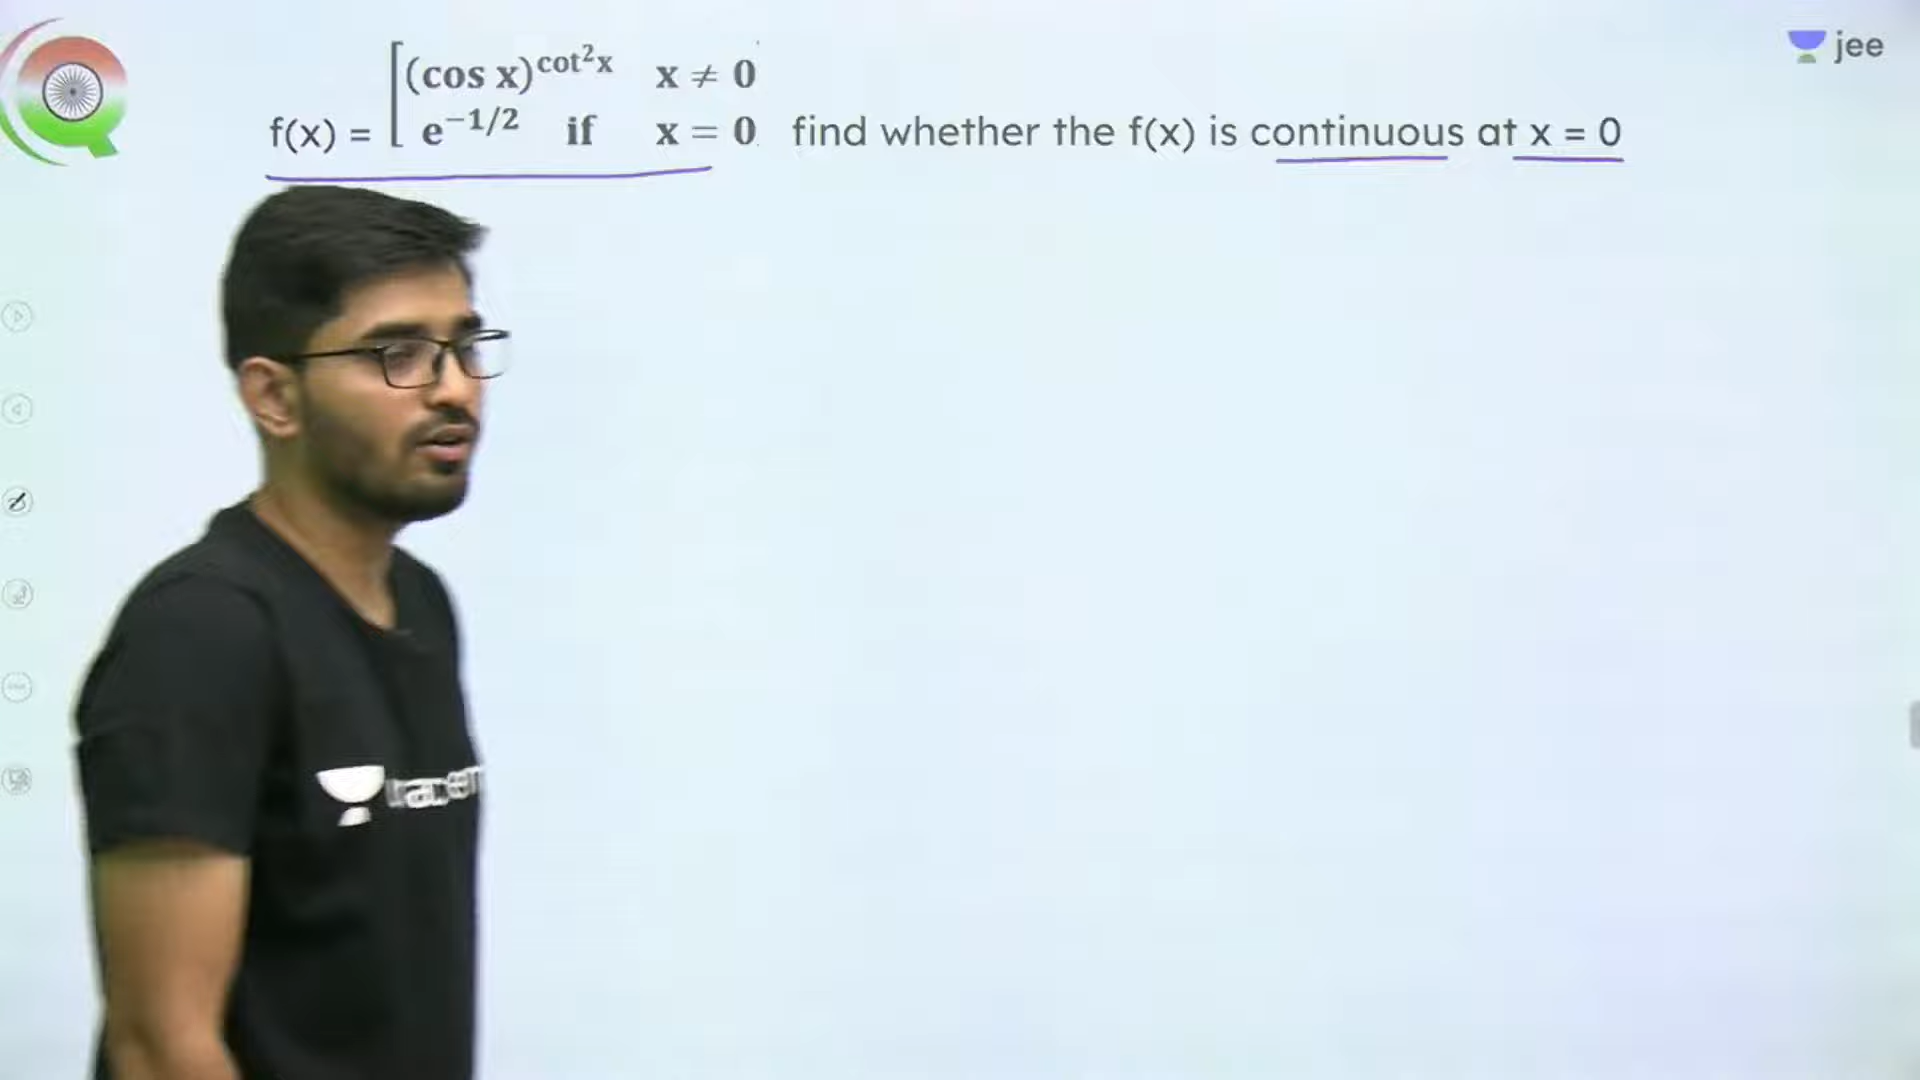 (cos x)^cot²x x ≠ 0
f(x) = [ e^−1/2 if x = 0 find whether the f(x) is continuous at x = 0
jee